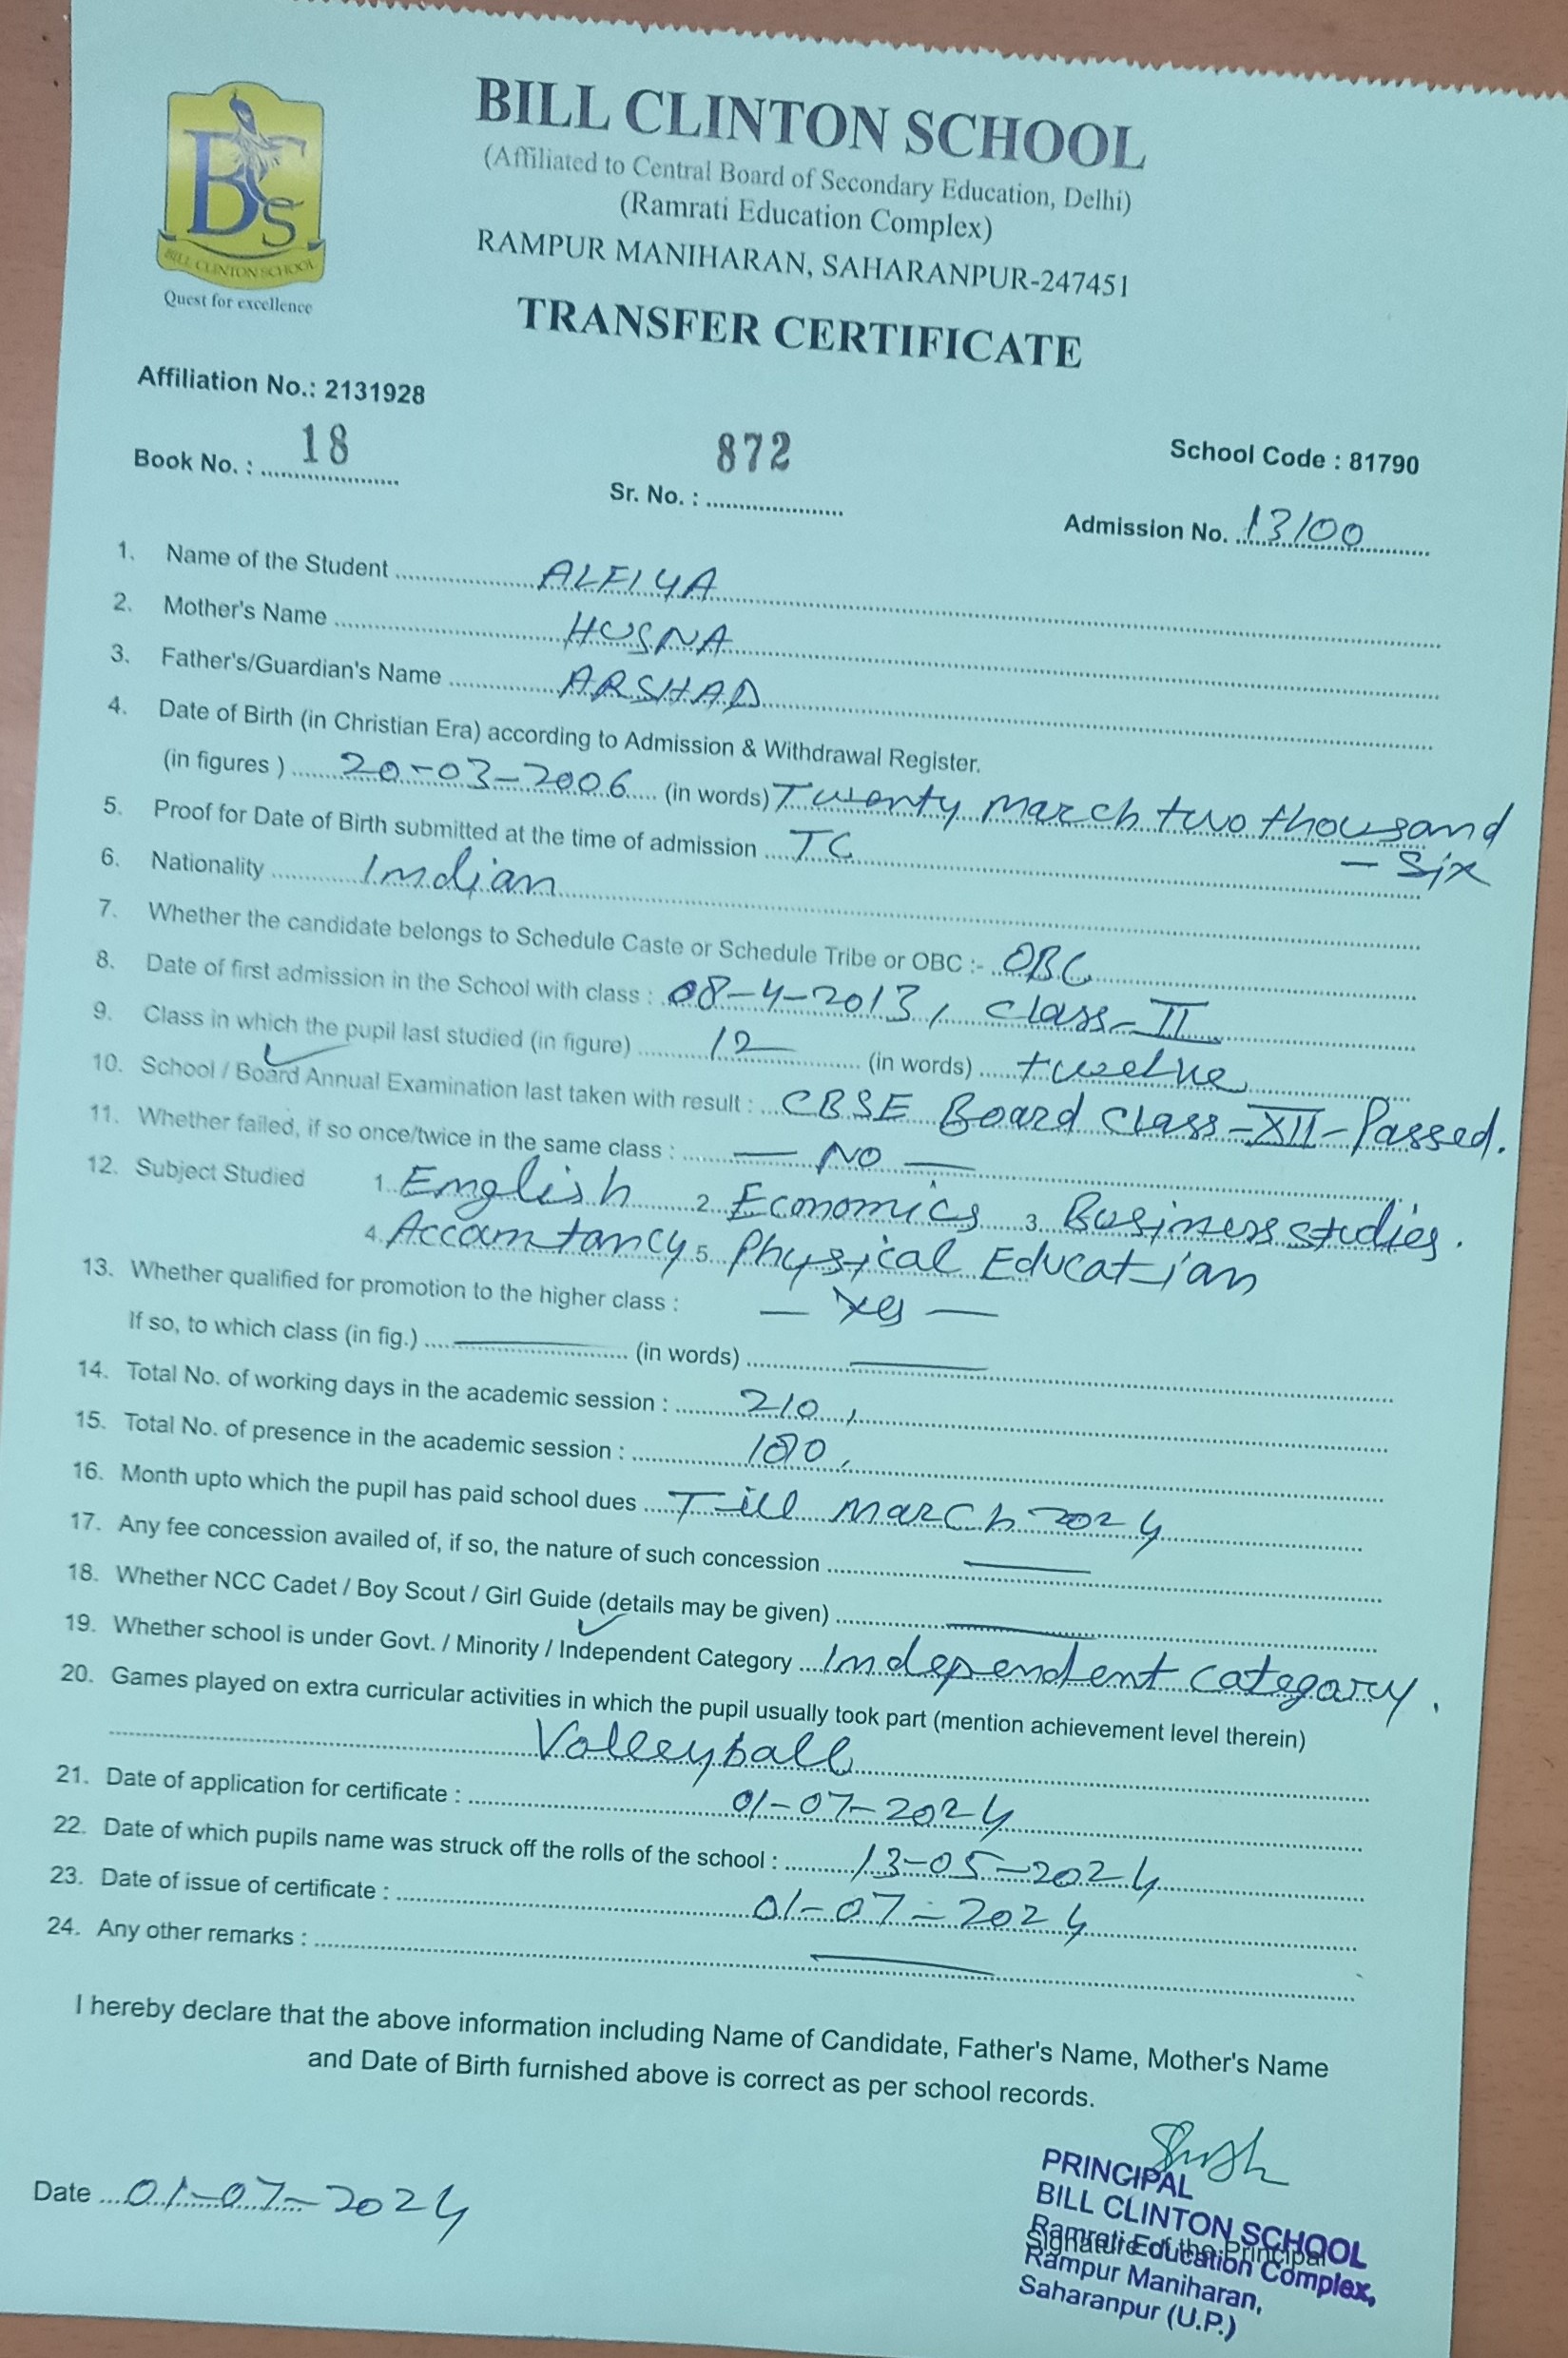 BILL CLINTON SCHOOL
(Affiliated to Central Board of Secondary Education, Delhi)
(Ramrati Education Complex)
RAMPUR MANIHARAN, SAHARANPUR-247451
BCS
BILL CLINTON SCHOOL
Quest for excellence
TRANSFER CERTIFICATE
Affiliation No.: 2131928
School Code : 81790
Book No. : 18 Sr. No. : 872 Admission No. 13/00
1. Name of the Student ALFIYA
2. Mother's Name HUSNA
3. Father's/Guardian's Name ARSHAD
4. Date of Birth (in Christian Era) according to Admission & Withdrawal Register.
(in figures ) 20-03-2006 (in words) Twenty march two thousand
- Six
5. Proof for Date of Birth submitted at the time of admission TC
6. Nationality Indian
7. Whether the candidate belongs to Schedule Caste or Schedule Tribe or OBC :- OBC
8. Date of first admission in the School with class : 08-4-2013, Class-II
9. Class in which the pupil last studied (in figure) 12 (in words) twelve
10. School / Board Annual Examination last taken with result : CBSE Board Class-XII-Passed.
11. Whether failed, if so once/twice in the same class : — NO —
12. Subject Studied 1. English 2. Economics 3. Business studies.
4. Accountancy 5. Physical Education
13. Whether qualified for promotion to the higher class : — Yes —
If so, to which class (in fig.) — (in words) —
14. Total No. of working days in the academic session : 210,
15. Total No. of presence in the academic session :
16. Month upto which the pupil has paid school dues Till march 2024
17. Any fee concession availed of, if so, the nature of such concession —
18. Whether NCC Cadet / Boy Scout / Girl Guide (details may be given) —
19. Whether school is under Govt. / Minority / Independent Category Independent category.
20. Games played on extra curricular activities in which the pupil usually took part (mention achievement level therein)
Volleyball
21. Date of application for certificate : 01-07-2024
22. Date of which pupils name was struck off the rolls of the school : 13-05-2024
23. Date of issue of certificate : 01-07-2024
24. Any other remarks : —
I hereby declare that the above information including Name of Candidate, Father's Name, Mother's Name
and Date of Birth furnished above is correct as per school records.
Date 01-07-2024
PRINCIPAL
BILL CLINTON SCHOOL
Ramrati Education Complex,
Signature of the Principal
Rampur Maniharan,
Saharanpur (U.P.)